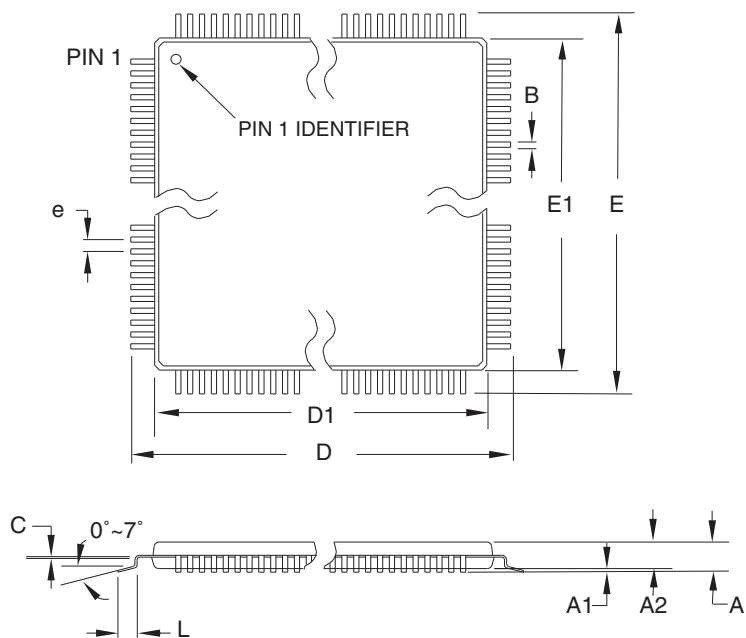 PIN 1
PIN 1 IDENTIFIER
B
e
E1
E
D1
D
C
0°~7°
L
A1
A2
A